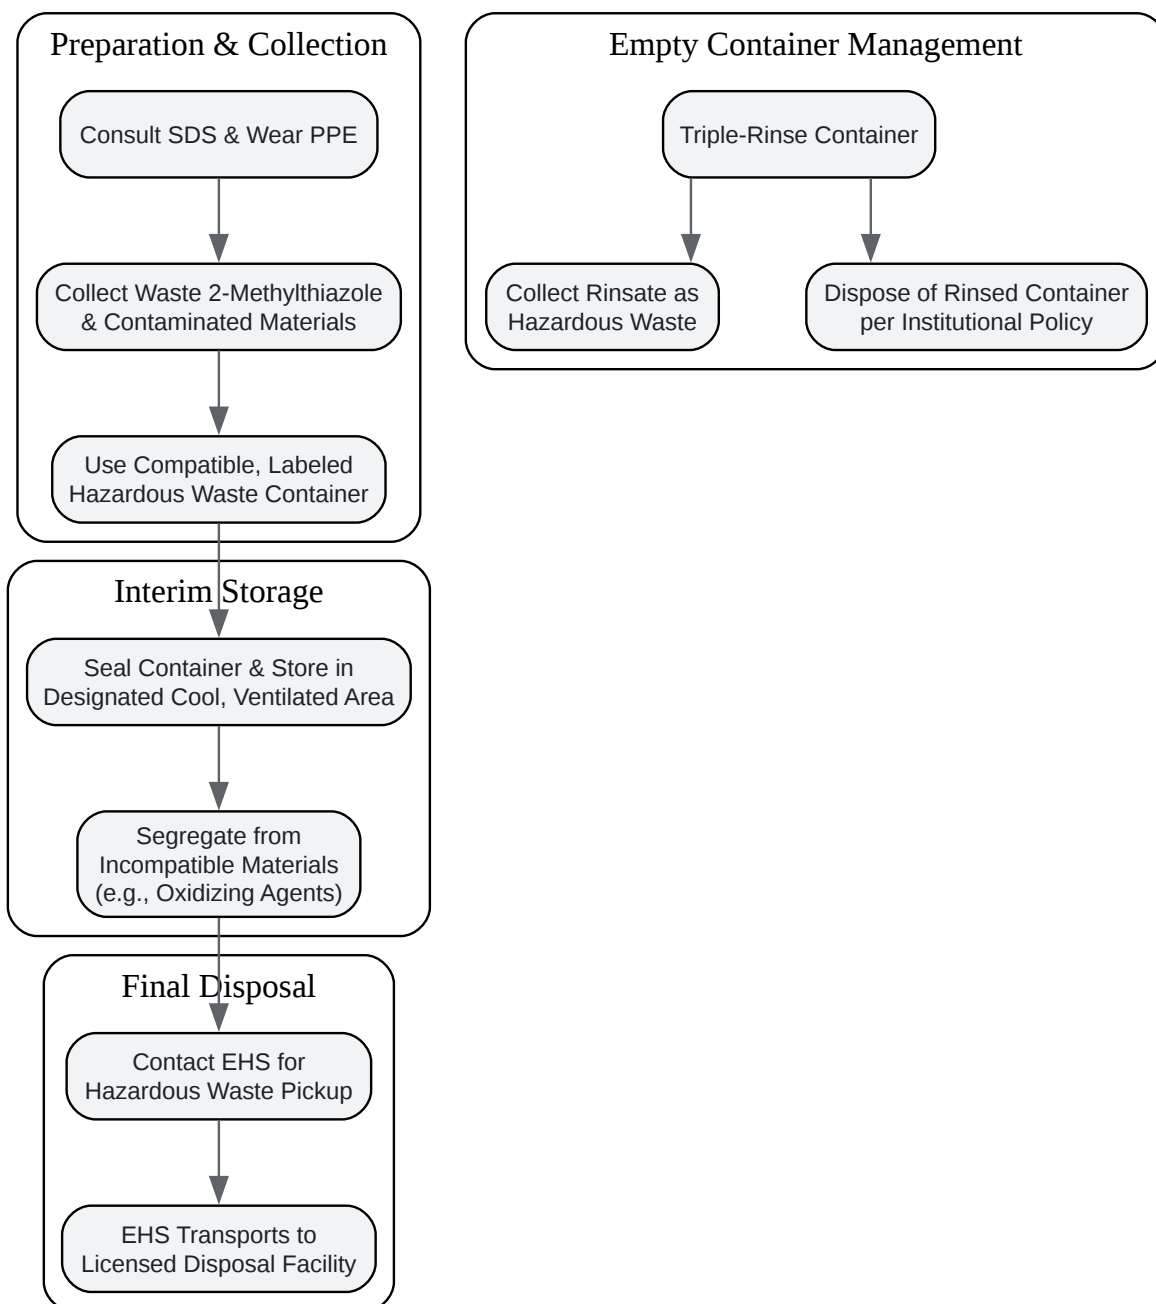 Preparation & Collection
Consult SDS & Wear PPE
Collect Waste 2-Methylthiazole
& Contaminated Materials
Use Compatible, Labeled
Hazardous Waste Container
Interim Storage
Seal Container & Store in
Designated Cool, Ventilated Area
Segregate from
Incompatible Materials
(e.g., Oxidizing Agents)
Final Disposal
Contact EHS for
Hazardous Waste Pickup
EHS Transports to
Licensed Disposal Facility
Empty Container Management
Triple-Rinse Container
Collect Rinsate as
Hazardous Waste
Dispose of Rinsed Container
per Institutional Policy